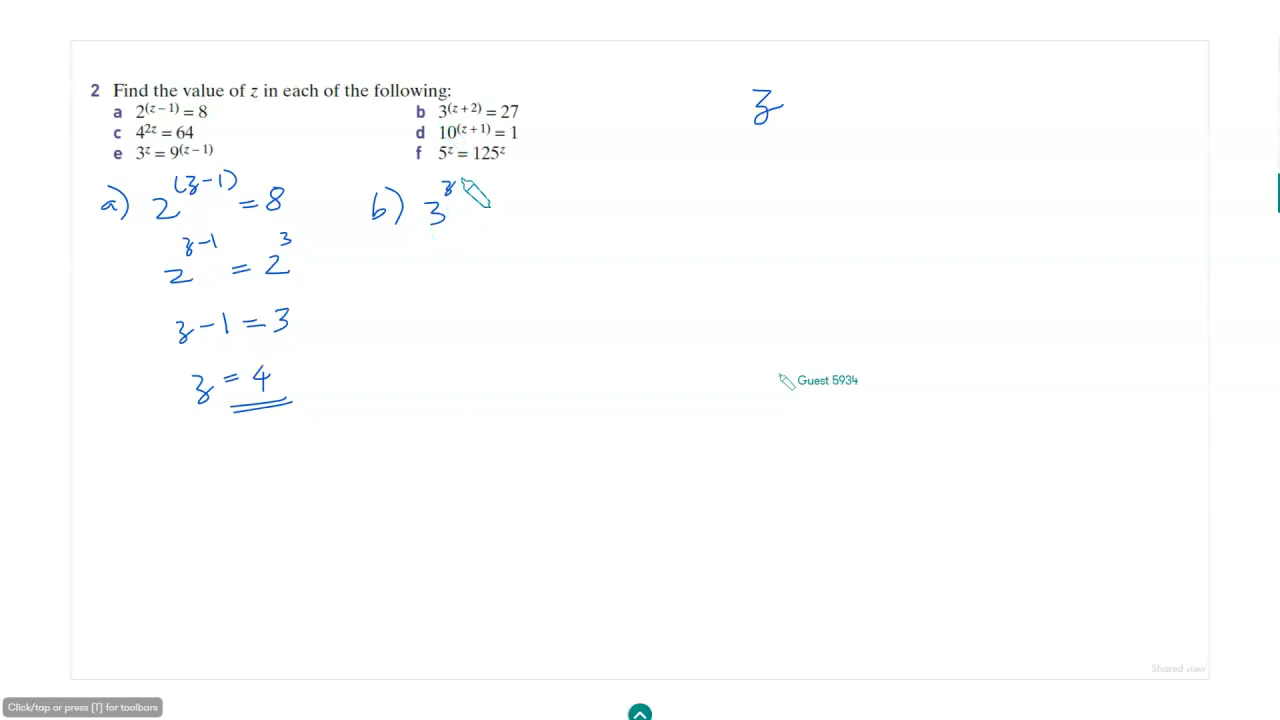 2 Find the value of z in each of the following:
a 2^(z – 1) = 8
b 3^(z + 2) = 27
c 4^2z = 64
d 10^(z + 1) = 1
e 3^z = 9^(z – 1)
f 5^z = 125^z
z
a) 2^(z-1) = 8
2^z-1 = 2^3
z - 1 = 3
z = 4
b) 3^z
Guest 5934
Shared view
Click/tap or press [T] for toolbars